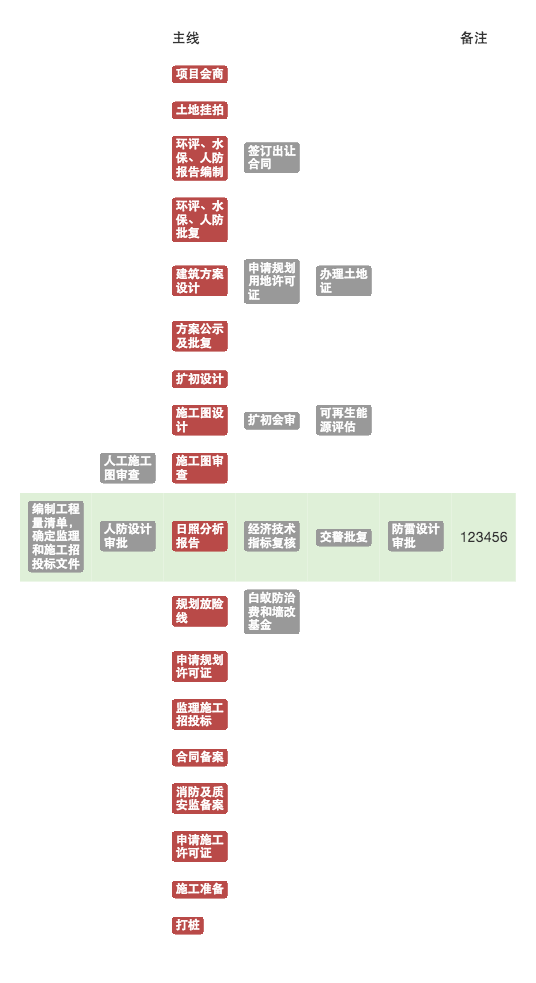 主线
备注
项目会商
土地挂拍
环评、水
保、人防
报告编制
签订出让
合同
环评、水
保、人防
批复
建筑方案
设计
申请规划
用地许可
证
办理土地
证
方案公示
及批复
扩初设计
施工图设
计
扩初会审
可再生能
源评估
人工施工
图审查
施工图审
查
编制工程
量清单，
确定监理
和施工招
投标文件
人防设计
审批
日照分析
报告
经济技术
指标复核
交警批复
防雷设计
审批
123456
规划放险
线
白蚁防治
费和墙改
基金
申请规划
许可证
监理施工
招投标
合同备案
消防及质
安监备案
申请施工
许可证
施工准备
打桩